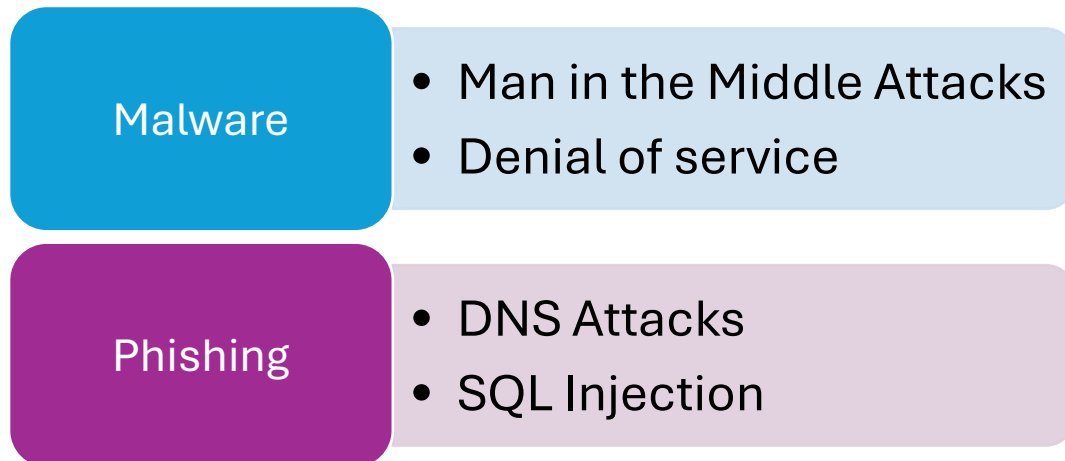 Malware
• Man in the Middle Attacks
• Denial of service
Phishing
• DNS Attacks
• SQL Injection